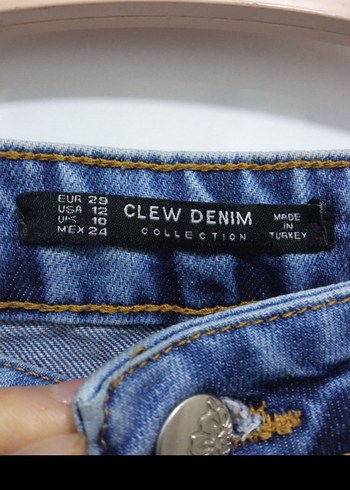 EUR 29
USA 12
UK 10
MEX 24
CLEW DENIM
COLLECTION
MADE
IN
TURKEY